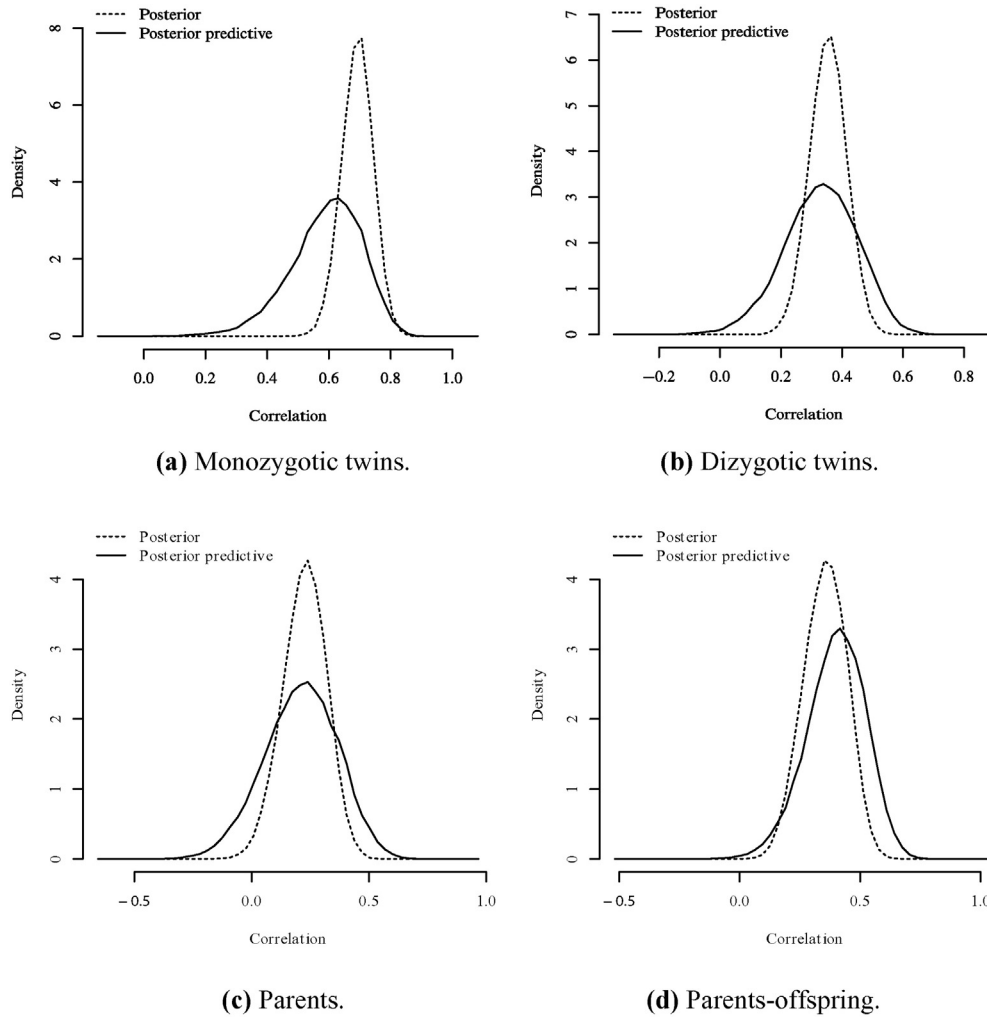 Posterior
Posterior predictive
Density
0 2 4 6 8
0.0 0.2 0.4 0.6 0.8 1.0
Correlation
(a) Monozygotic twins.
Posterior
Posterior predictive
Density
0 1 2 3 4 5 6 7
−0.2 0.0 0.2 0.4 0.6 0.8
Correlation
(b) Dizygotic twins.
Posterior
Posterior predictive
Density
0 1 2 3 4
−0.5 0.0 0.5 1.0
Correlation
(c) Parents.
Posterior
Posterior predictive
Density
0 1 2 3 4
−0.5 0.0 0.5 1.0
Correlation
(d) Parents-offspring.